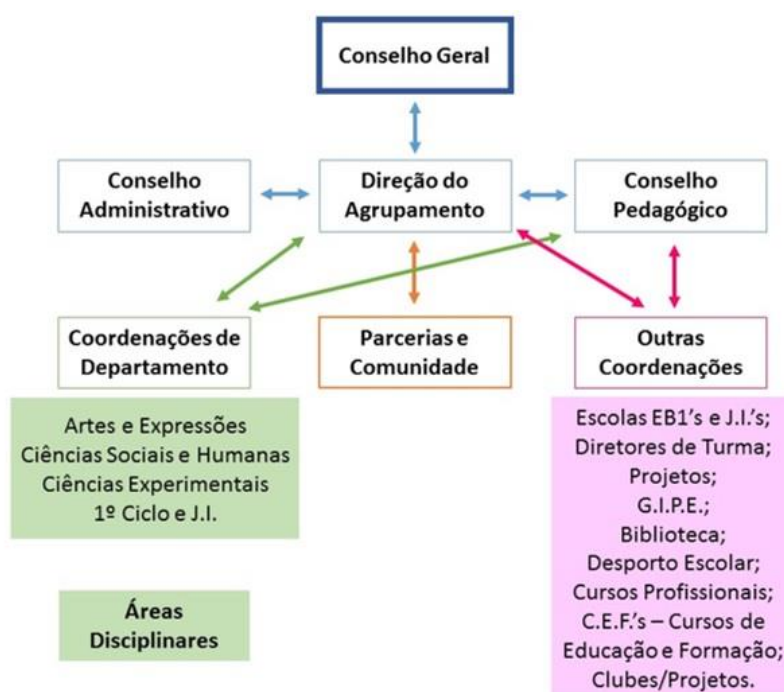 Conselho Geral
Conselho
Administrativo
Direção do
Agrupamento
Conselho
Pedagógico
Coordenações de
Departamento
Parcerias e
Comunidade
Outras
Coordenações
Artes e Expressões
Ciências Sociais e Humanas
Ciências Experimentais
1º Ciclo e J.I.
Áreas
Disciplinares
Escolas EB1's e J.I.'s;
Diretores de Turma;
Projetos;
G.I.P.E.;
Biblioteca;
Desporto Escolar;
Cursos Profissionais;
C.E.F.'s – Cursos de
Educação e Formação;
Clubes/Projetos.